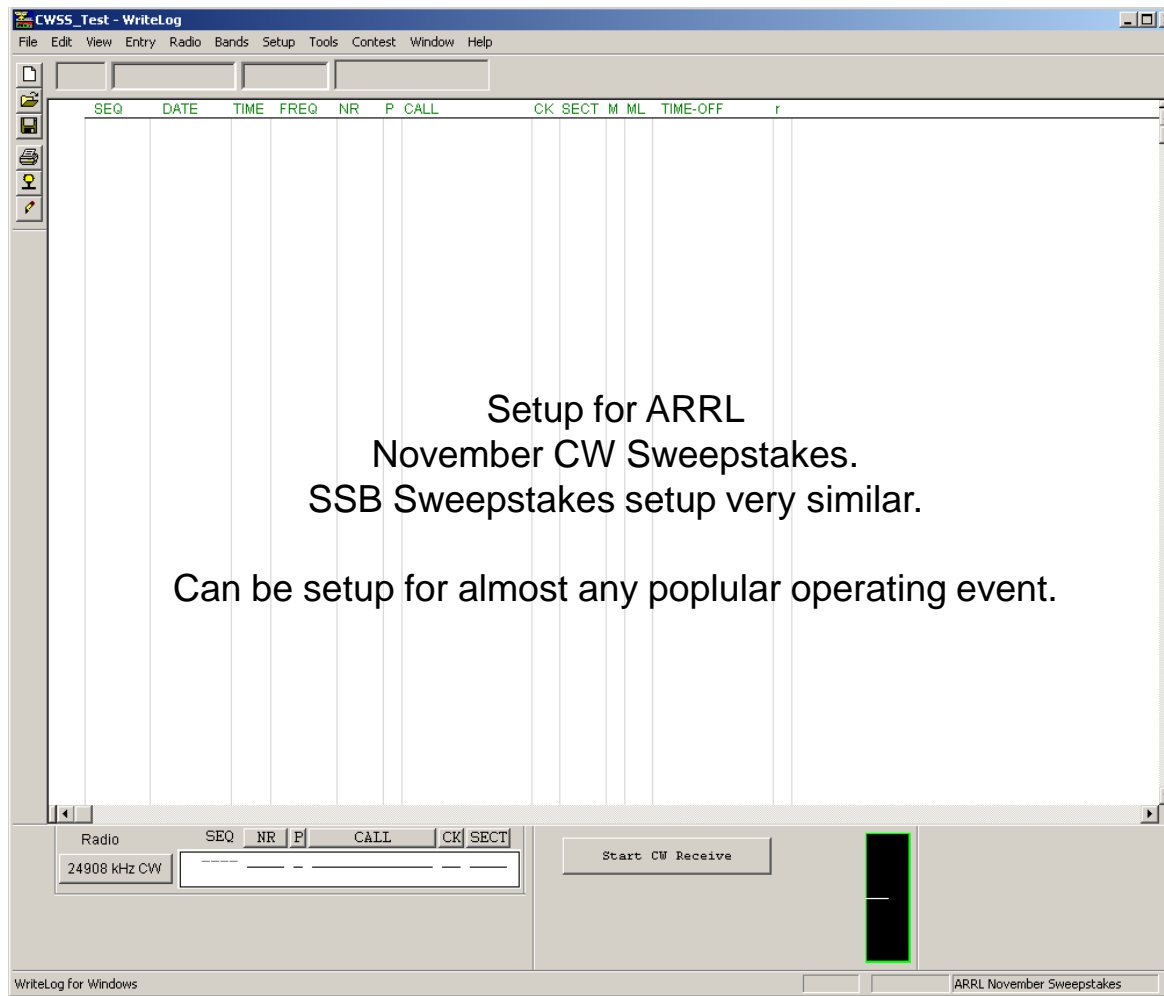 CWSS_Test - WriteLog
File Edit View Entry Radio Bands Setup Tools Contest Window Help
SEQ DATE TIME FREQ NR P CALL CK SECT M ML TIME-OFF r
Setup for ARRL
November CW Sweepstakes.
SSB Sweepstakes setup very similar.
Can be setup for almost any poplular operating event.
Radio SEQ NR P CALL CK SECT
24908 kHz CW
Start CW Receive
WriteLog for Windows
ARRL November Sweepstakes